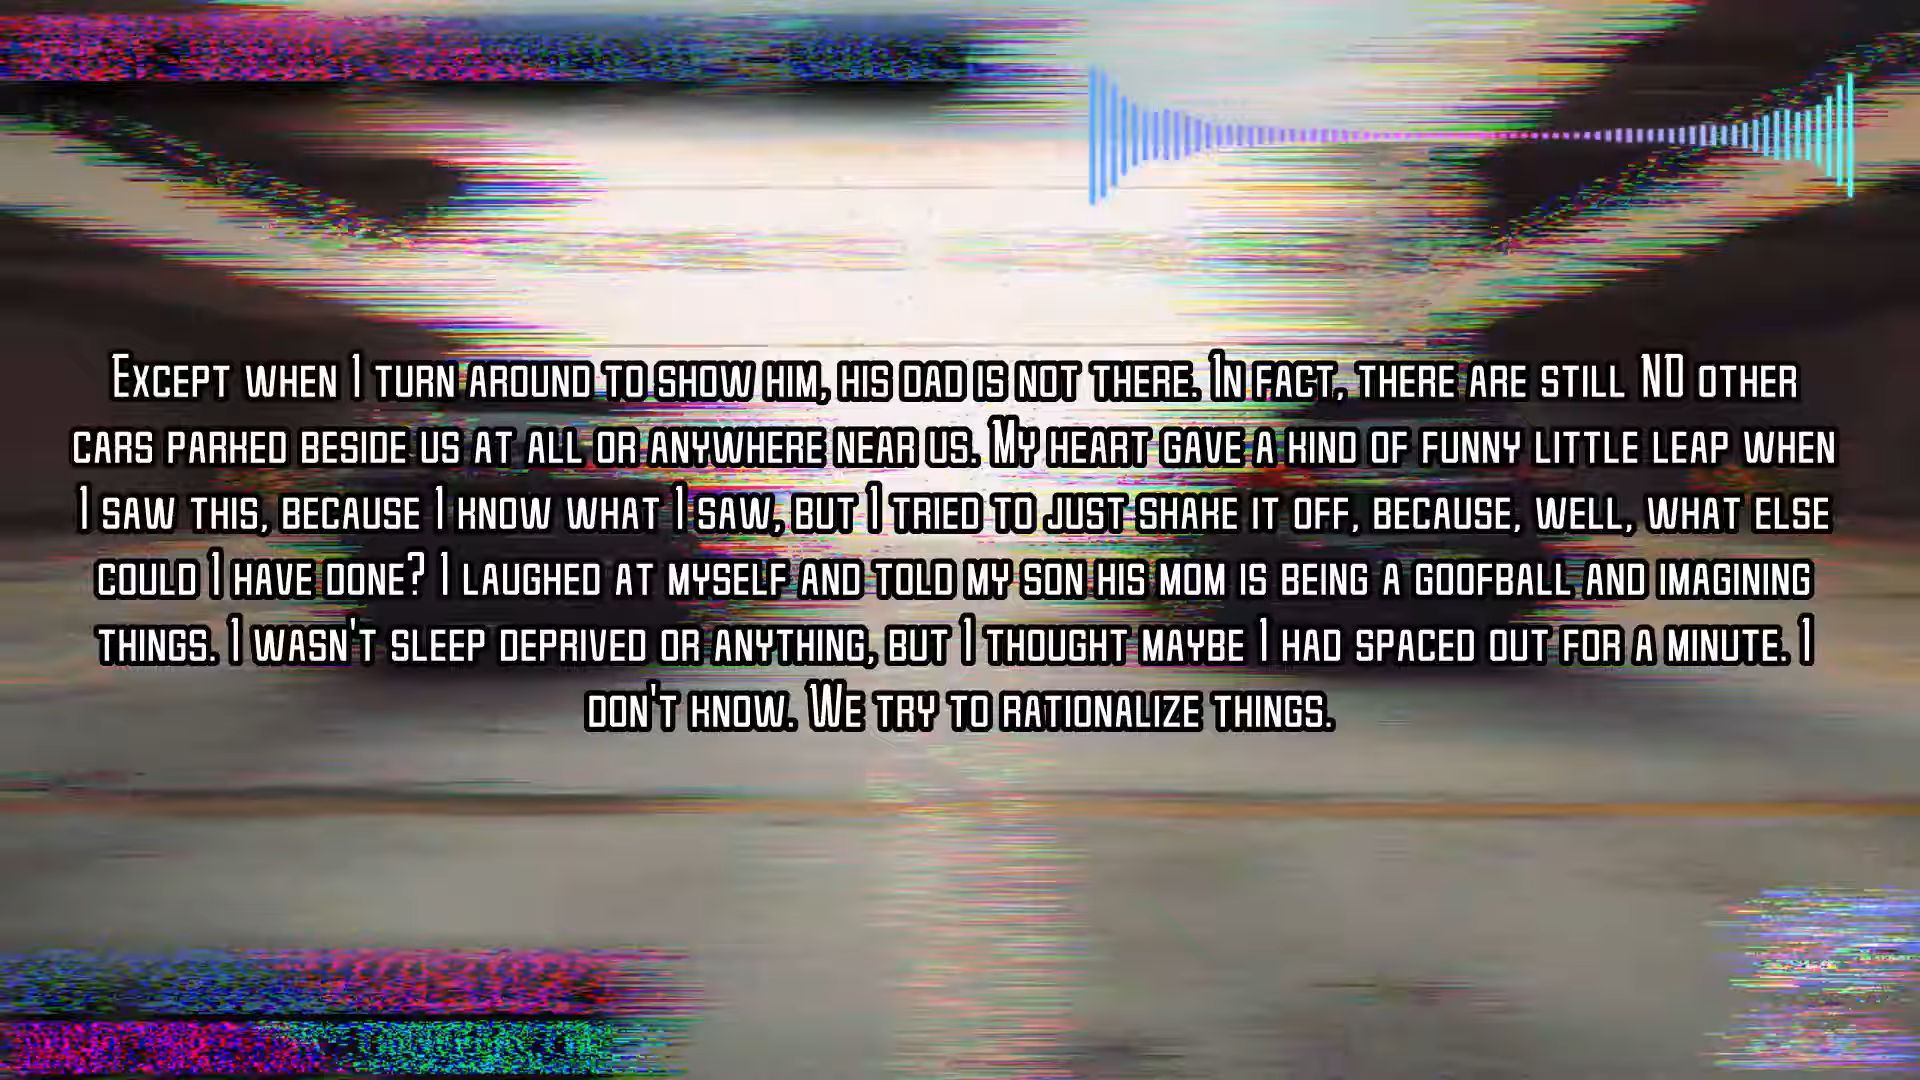 Except when I turn around to show him, his dad is not there. In fact, there are still NO other
cars parked beside us at all or anywhere near us. My heart gave a kind of funny little leap when
I saw this, because I know what I saw, but I tried to just shake it off, because, well, what else
could I have done? I laughed at myself and told my son his mom is being a goofball and imagining
things. I wasn't sleep deprived or anything, but I thought maybe I had spaced out for a minute. I
don't know. We try to rationalize things.